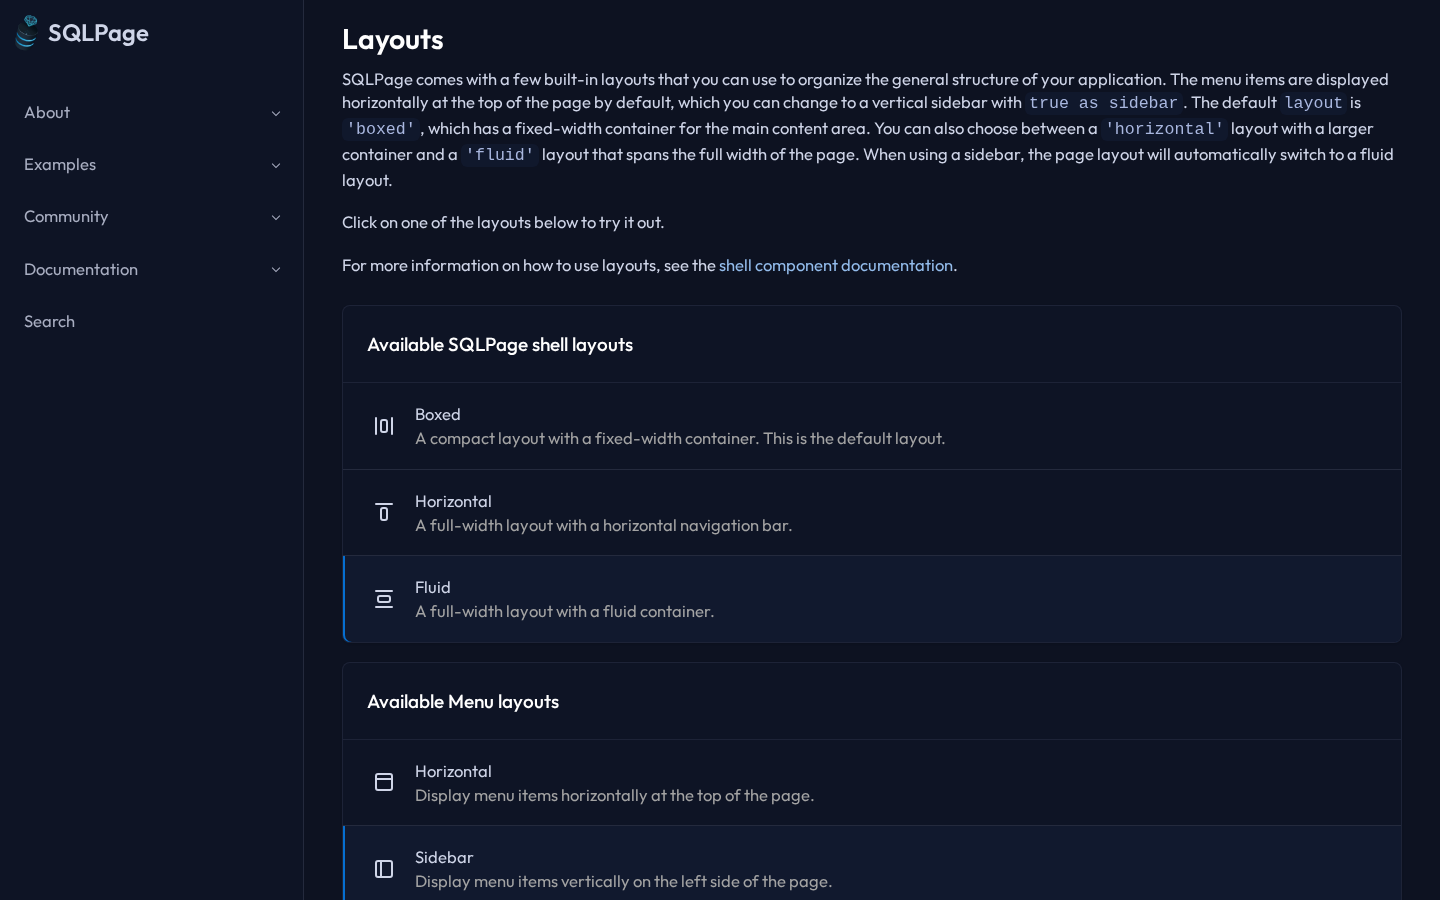 SQLPage
About
Examples
Community
Documentation
Search
Layouts
SQLPage comes with a few built-in layouts that you can use to organize the general structure of your application. The menu items are displayed
horizontally at the top of the page by default, which you can change to a vertical sidebar with true as sidebar. The default layout is
'boxed', which has a fixed-width container for the main content area. You can also choose between a 'horizontal' layout with a larger
container and a 'fluid' layout that spans the full width of the page. When using a sidebar, the page layout will automatically switch to a fluid
layout.
Click on one of the layouts below to try it out.
For more information on how to use layouts, see the shell component documentation.
Available SQLPage shell layouts
Boxed
A compact layout with a fixed-width container. This is the default layout.
Horizontal
A full-width layout with a horizontal navigation bar.
Fluid
A full-width layout with a fluid container.
Available Menu layouts
Horizontal
Display menu items horizontally at the top of the page.
Sidebar
Display menu items vertically on the left side of the page.